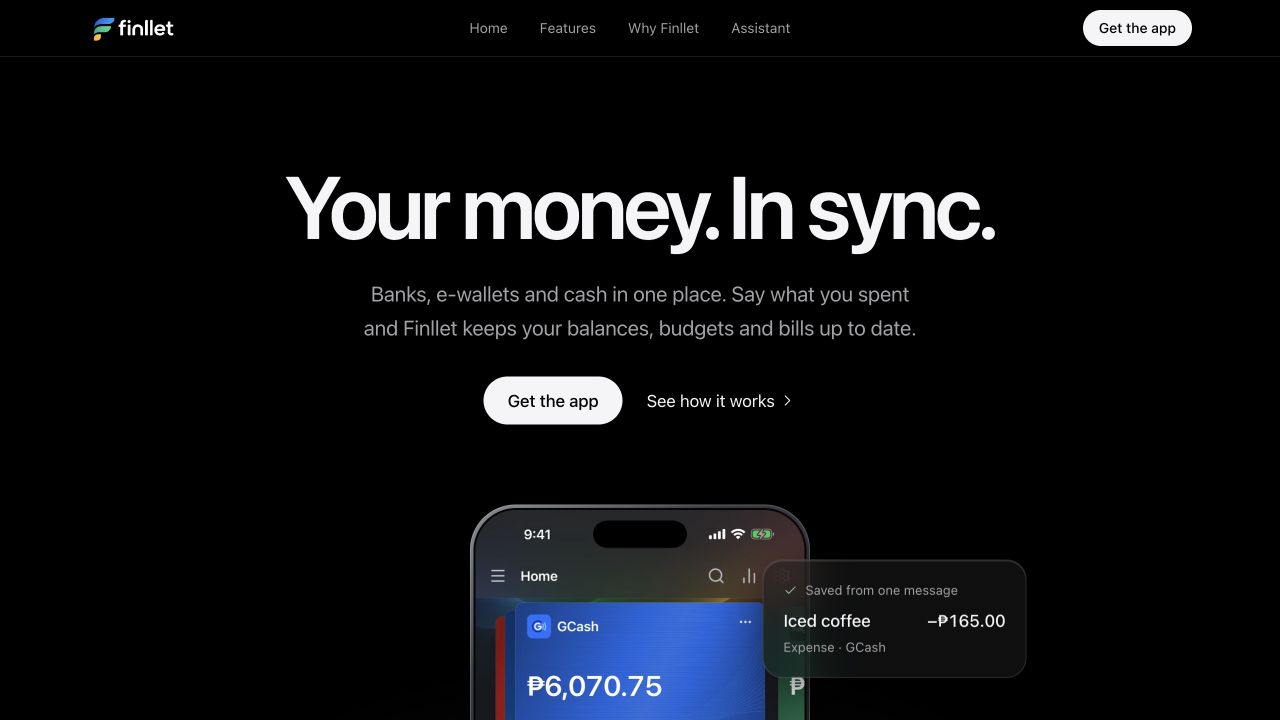 finllet
Home
Features
Why Finllet
Assistant
Get the app
Your money. In sync.
Banks, e-wallets and cash in one place. Say what you spent
and Finllet keeps your balances, budgets and bills up to date.
Get the app
See how it works
9:41
Home
Saved from one message
Iced coffee
−₱165.00
Expense · GCash
G
GCash
₱6,070.75
₱